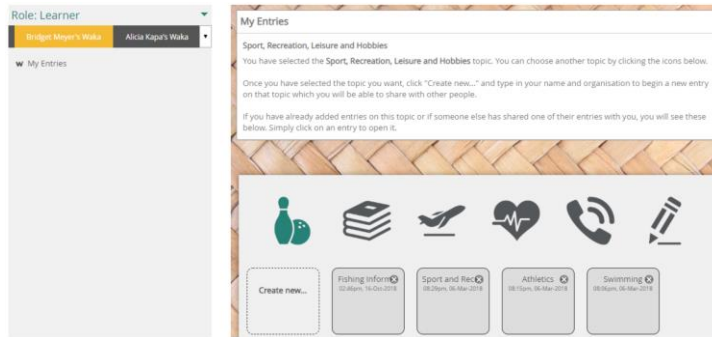 Role: Learner
Bridget Meyer's Waka
Alicia Kapa's Waka
My Entries
My Entries
Sport, Recreation, Leisure and Hobbies
You have selected the Sport, Recreation, Leisure and Hobbies topic. You can choose another topic by clicking the icons below.
Once you have selected the topic you want, click "Create new..." and type in your name and organisation to begin a new entry
on that topic which you will be able to share with other people.
If you have already added entries on this topic or if someone else has shared one of their entries with you, you will see these
below. Simply click on an entry to open it.
Create new...
Fishing Inform
02:46pm, 16-Oct-2018
Sport and Rec
08:29pm, 06-Mar-2018
Athletics
08:15pm, 06-Mar-2018
Swimming
08:06pm, 06-Mar-2018